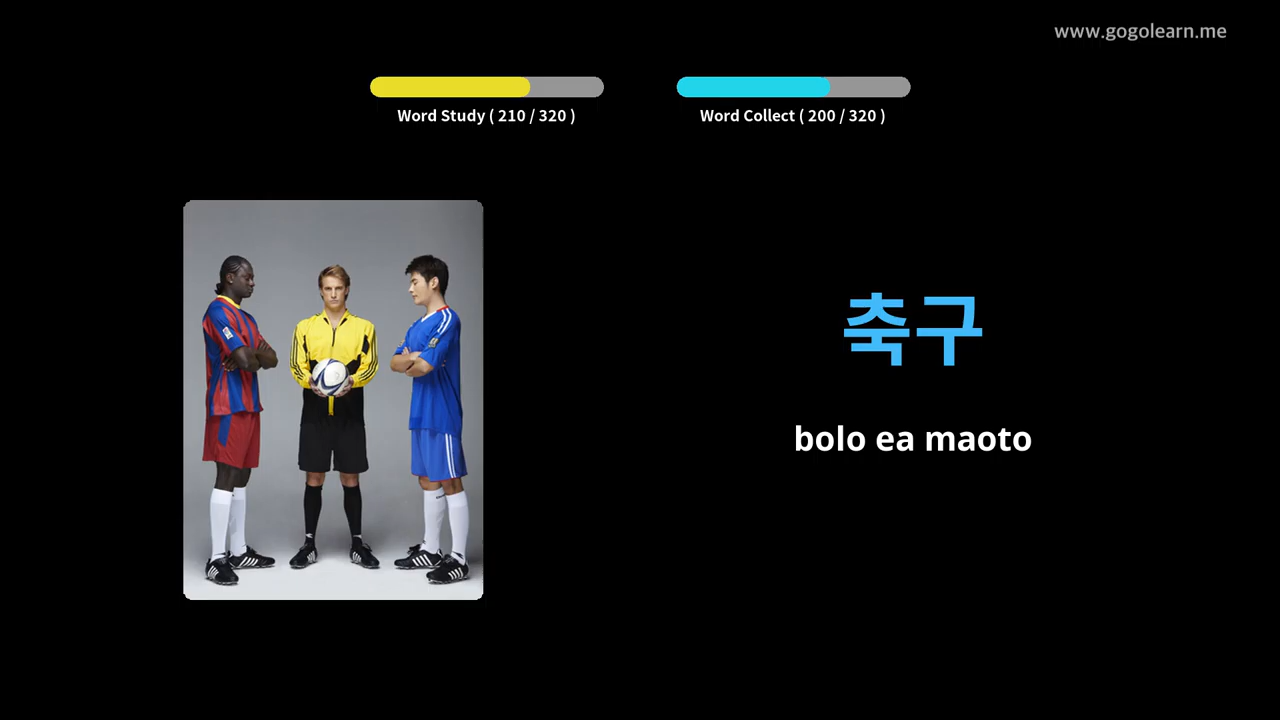 www.gogolearn.me
Word Study ( 210 / 320 )
Word Collect ( 200 / 320 )
축구
bolo ea maoto